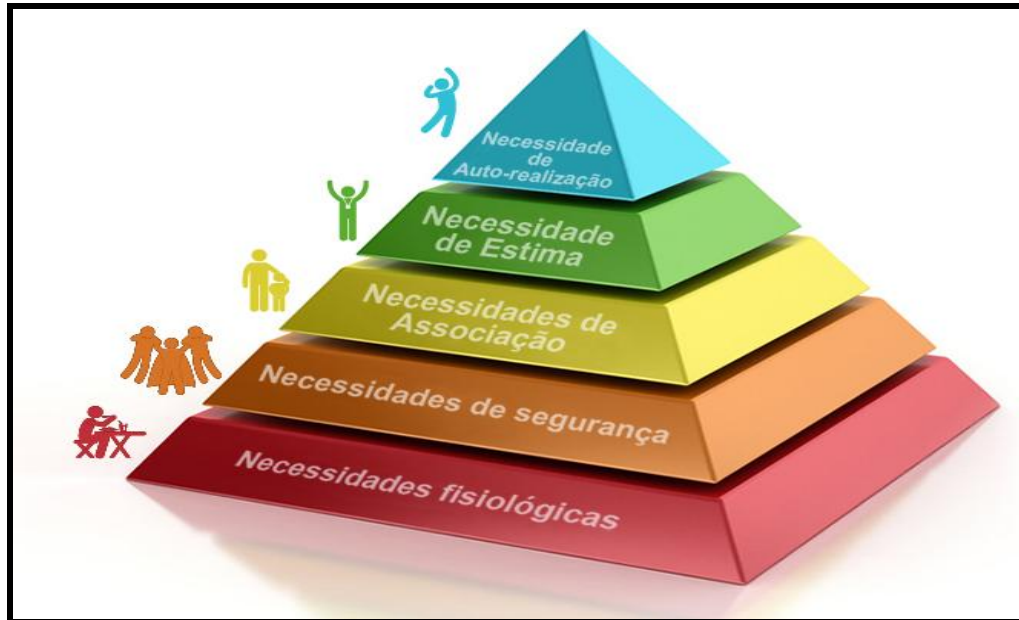 Necessidade
de
Auto-realização
Necessidade
de Estima
Necessidades de
Associação
Necessidades de segurança
Necessidades fisiológicas